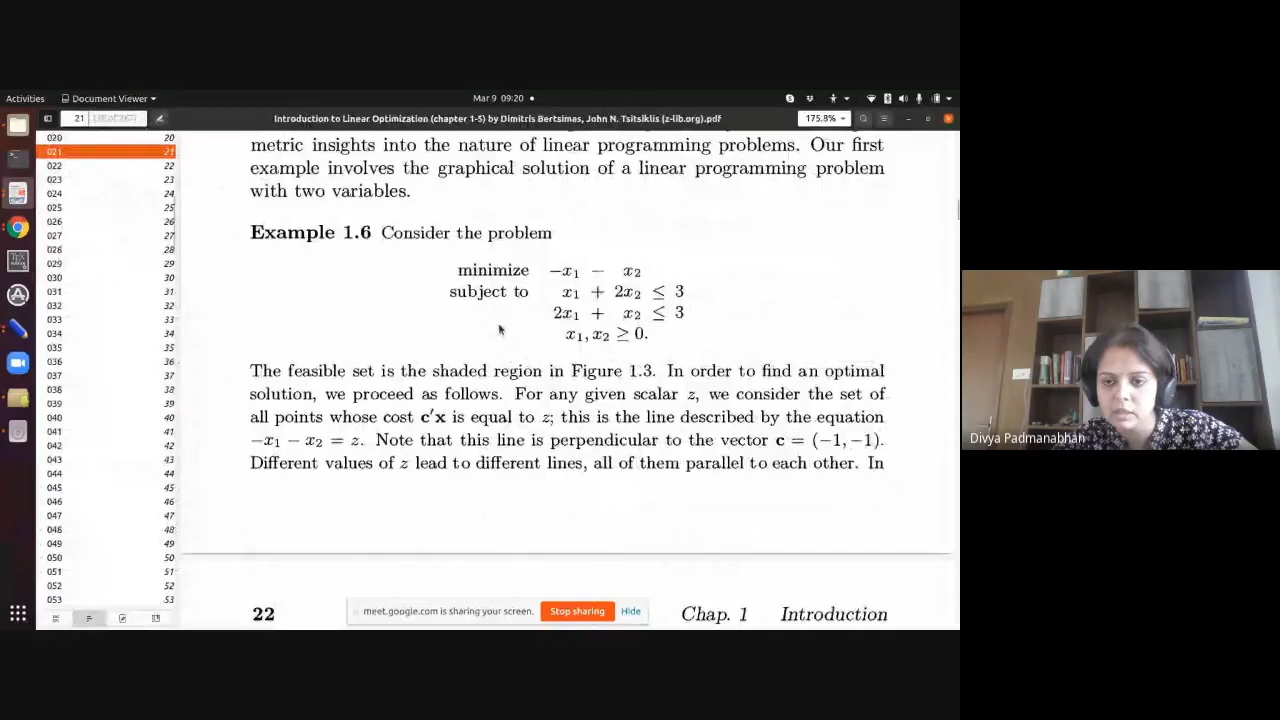 Activities
Document Viewer
Mar 9 09:20
21
Introduction to Linear Optimization (chapter 1-5) by Dimitris Bertsimas, John N. Tsitsiklis (z-lib.org).pdf
175.8%
020 20
021 21
022 22
023 23
024 24
025 25
026 26
027 27
028 28
029 29
030 30
031 31
032 32
033 33
034 34
035 35
036 36
037 37
038 38
039 39
040 40
041 41
042 42
043 43
044 44
045 45
046 46
047 47
048 48
049 49
050 50
051 51
052 52
053 53
metric insights into the nature of linear programming problems. Our first
example involves the graphical solution of a linear programming problem
with two variables.
Example 1.6 Consider the problem
minimize −x₁ − x₂
subject to x₁ + 2x₂ ≤ 3
2x₁ + x₂ ≤ 3
x₁, x₂ ≥ 0.
The feasible set is the shaded region in Figure 1.3. In order to find an optimal
solution, we proceed as follows. For any given scalar z, we consider the set of
all points whose cost c′x is equal to z; this is the line described by the equation
−x₁ − x₂ = z. Note that this line is perpendicular to the vector c = (−1, −1).
Different values of z lead to different lines, all of them parallel to each other. In
22 Chap. 1 Introduction
meet.google.com is sharing your screen. Stop sharing Hide
Divya Padmanabhan